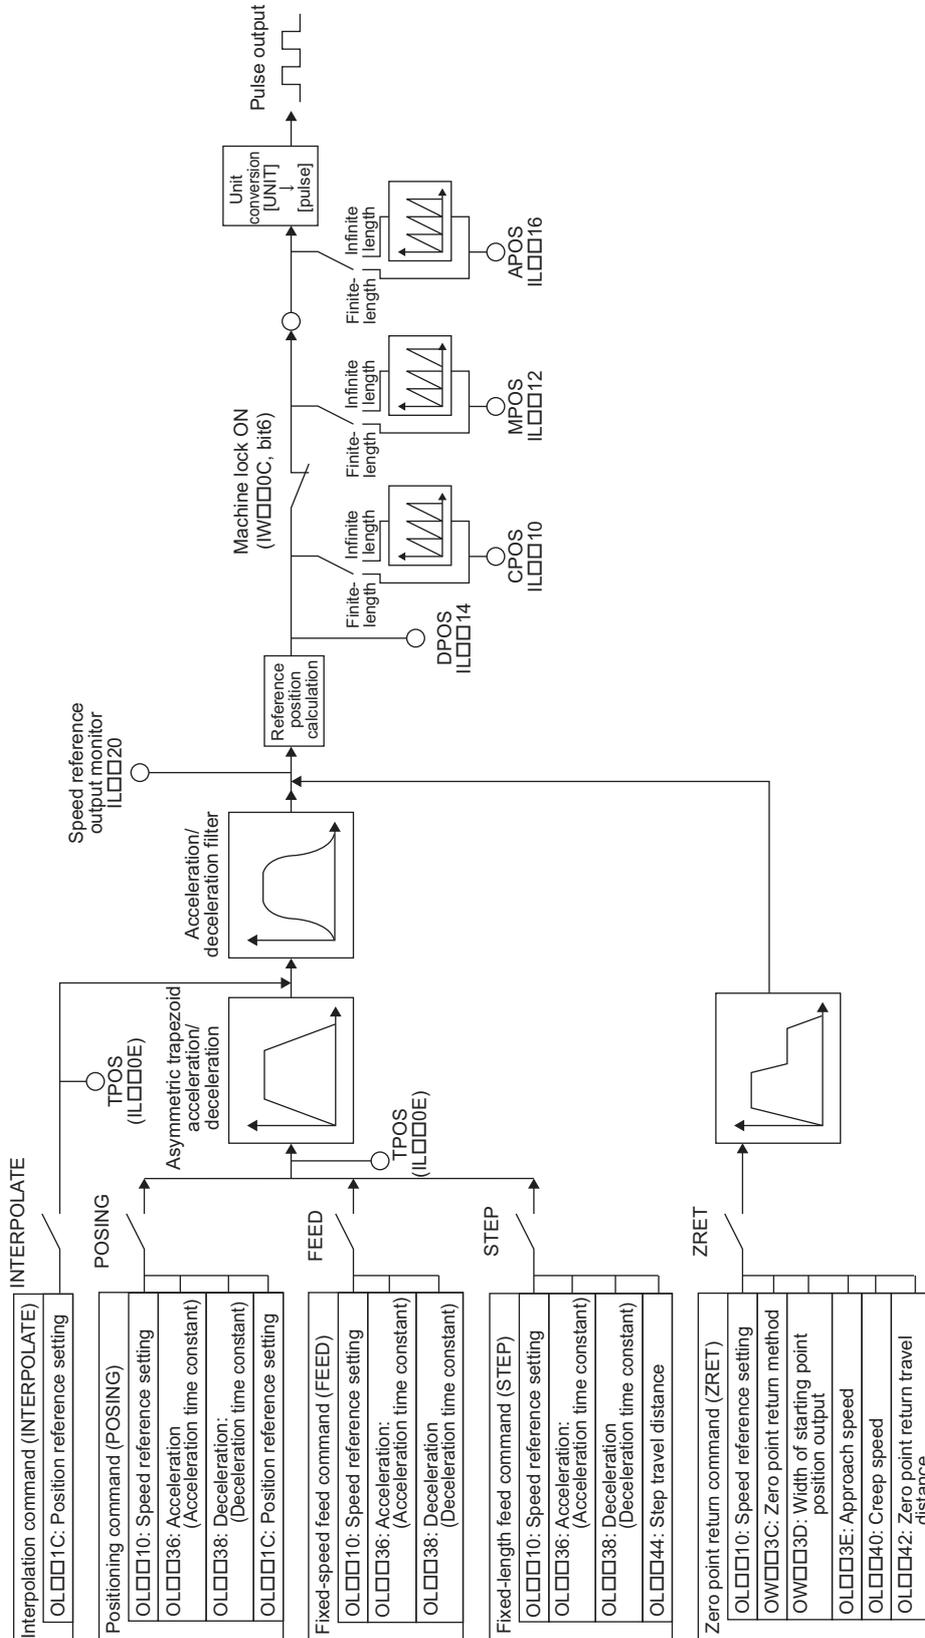 Interpolation command (INTERPOLATE)
OL□□1C: Position reference setting
INTERPOLATE
TPOS
(IL□□0E)
Positioning command (POSING)
OL□□10: Speed reference setting
OL□□36: Acceleration
(Acceleration time constant)
OL□□38: Deceration:
(Deceration time constant)
OL□□1C: Position reference setting
POSING
Fixed-speed feed command (FEED)
OL□□10: Speed reference setting
OL□□36: Acceleration:
(Acceleration time constant)
OL□□38: Deceleration
(Deceleration time constant)
FEED
Fixed-length feed command (STEP)
OL□□10: Speed reference setting
OL□□36: Acceleration:
(Acceleration time constant)
OL□□38: Deceleration
(Deceleration time constant)
OL□□44: Step travel distance
STEP
Zero point return command (ZRET)
OL□□10: Speed reference setting
OW□□3C: Zero point return method
OW□□3D: Width of starting point
position output
OL□□3E: Approach speed
OL□□40: Creep speed
OL□□42: Zero point return travel
distance
ZRET
TPOS
(IL□□0E)
Asymmetric trapezoid
acceleration/
deceleration
Acceleration/
deceleration filter
Speed reference
output monitor
IL□□20
Reference
position
calculation
DPOS
IL□□14
Machine lock ON
(IW□□0C, bit6)
Finite-
length
Infinite
length
CPOS
IL□□10
Finite-
length
Infinite
length
MPOS
IL□□12
Finite-
length
Infinite
length
APOS
IL□□16
Unit
conversion
[UNIT]
↓
[pulse]
Pulse output